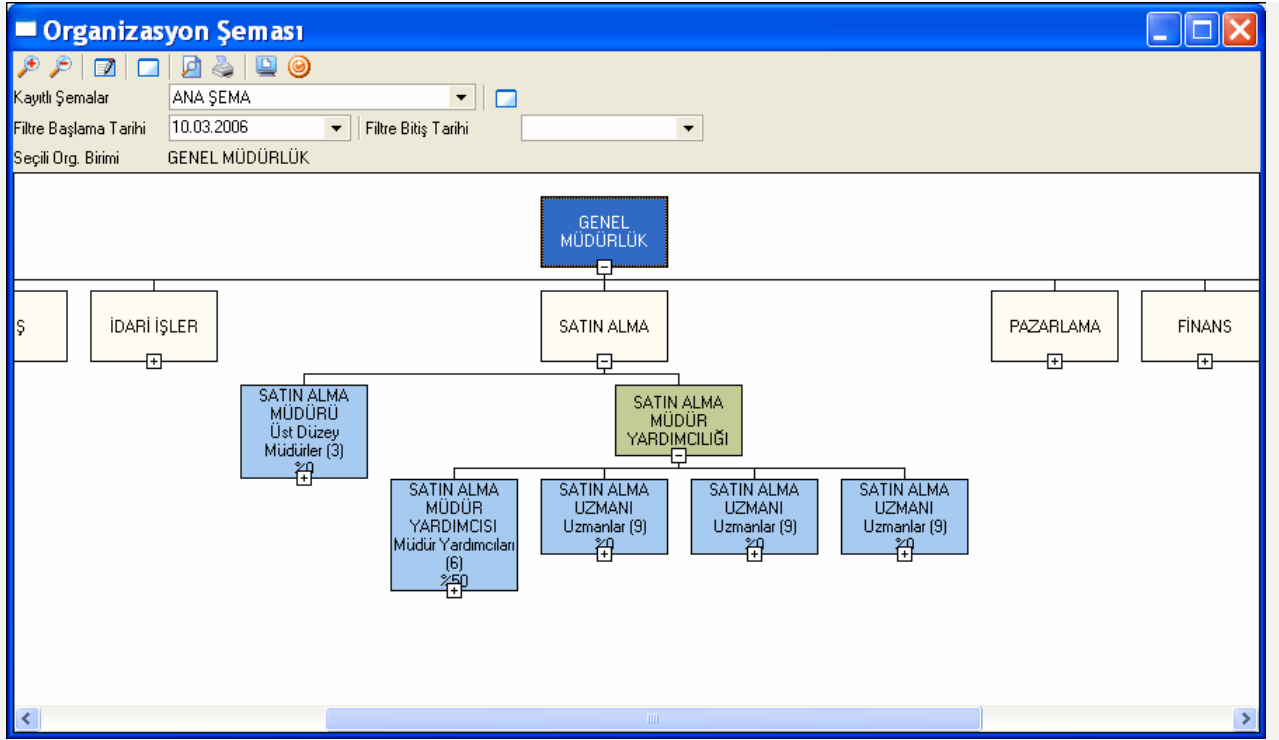 Organizasyon Şeması
Kayıtlı Şemalar ANA ŞEMA
Filtre Başlama Tarihi 10.03.2006 Filtre Bitiş Tarihi
Seçili Org. Birimi GENEL MÜDÜRLÜK
GENEL
MÜDÜRLÜK
Ş
İDARİ İŞLER
SATIN ALMA
PAZARLAMA
FİNANS
SATIN ALMA
MÜDÜRÜ
Üst Düzey
Müdürler (3)
%0
SATIN ALMA
MÜDÜR
YARDIMCILIĞI
SATIN ALMA
MÜDÜR
YARDIMCISI
Müdür Yardımcıları
(6)
%50
SATIN ALMA
UZMANI
Uzmanlar (9)
%0
SATIN ALMA
UZMANI
Uzmanlar (9)
%0
SATIN ALMA
UZMANI
Uzmanlar (9)
%0